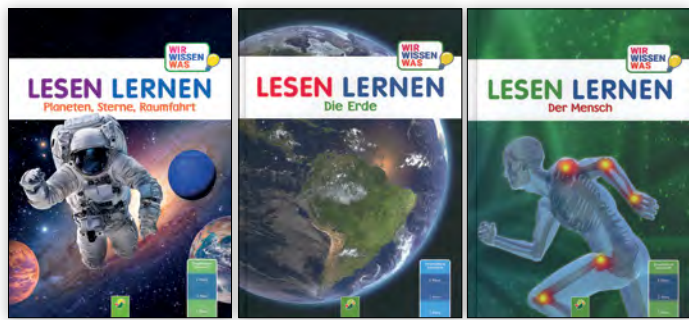 WIR
WISSEN
WAS
LESEN LERNEN
Planeten, Sterne, Raumfahrt
WIR
WISSEN
WAS
LESEN LERNEN
Die Erde
WIR
WISSEN
WAS
LESEN LERNEN
Der Mensch